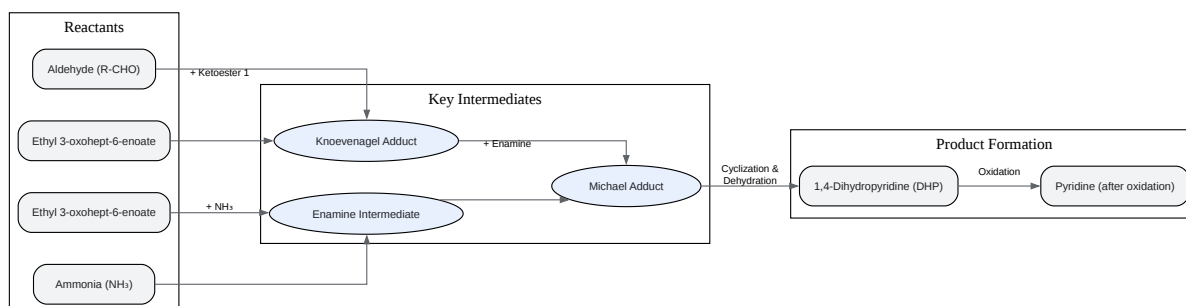 Reactants
Aldehyde (R-CHO)
+ Ketoester 1
Key Intermediates
Ethyl 3-oxohept-6-enoate
Knoevenagel Adduct
+ Enamine
Product Formation
Cyclization &
Dehydration
Michael Adduct
1,4-Dihydropyridine (DHP)
Oxidation
Pyridine (after oxidation)
Ethyl 3-oxohept-6-enoate
+ NH₃
Enamine Intermediate
Ammonia (NH₃)